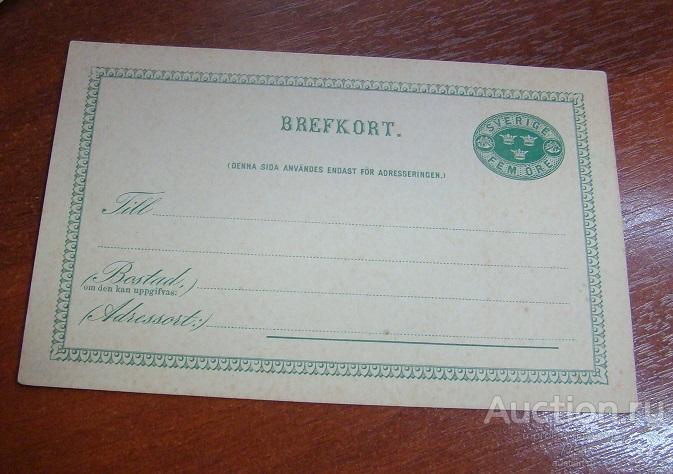 BREFKORT.
SVERIGE
FEM ÖRE
(DENNA SIDA ANVÄNDES ENDAST FÖR ADRESSERINGEN.)
Till
(Bostad,
om den kan uppgifvas:)
(Adressort:)
Auction.ru